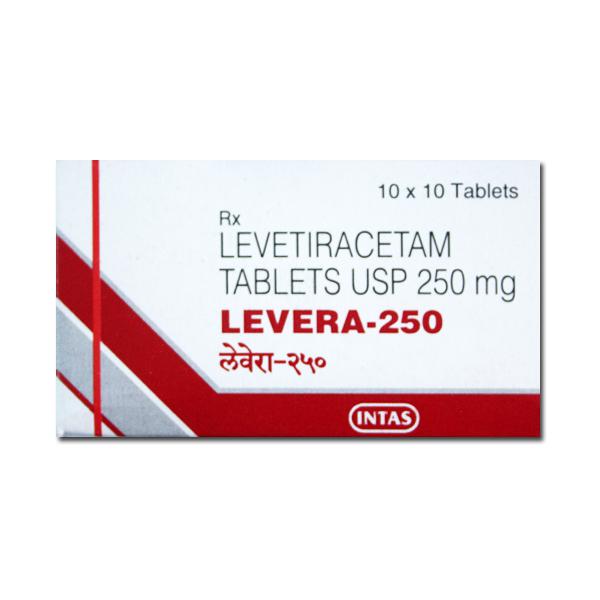 10 x 10 Tablets
Rx
LEVETIRACETAM
TABLETS USP 250 mg
LEVERA-250
लेवेरा-२५०
INTAS